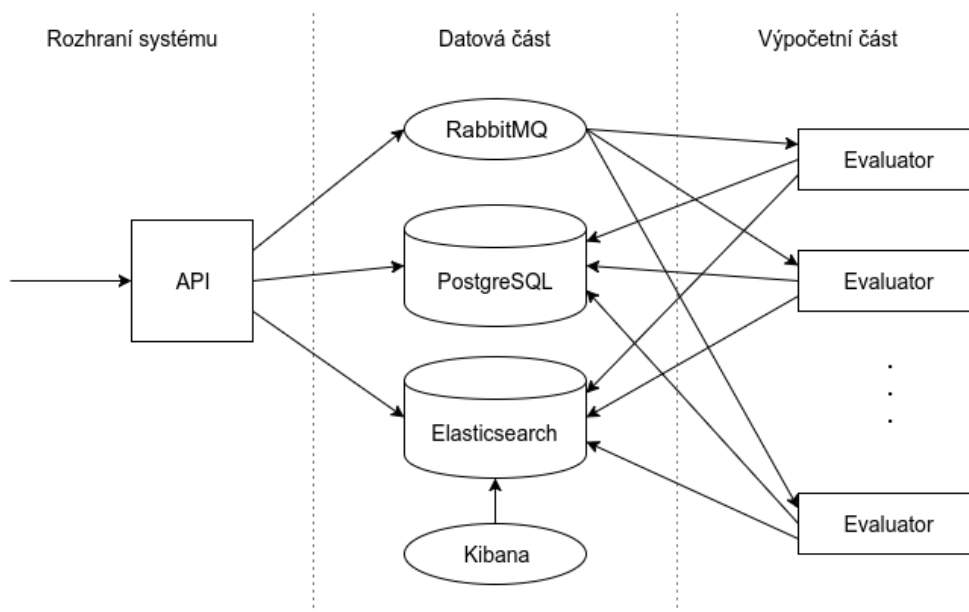 Rozhraní systému
Datová část
Výpočetní část
RabbitMQ
Evaluator
API
PostgreSQL
Evaluator
.
.
.
Elasticsearch
Evaluator
Kibana